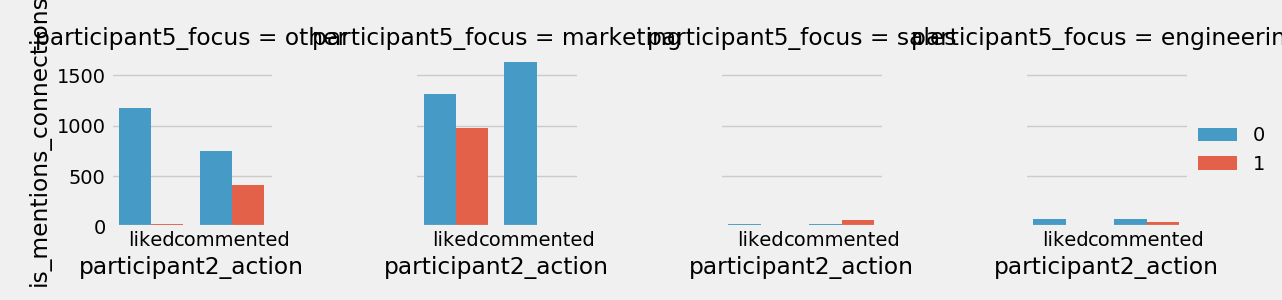 participant5_focus = other
participant5_focus = marketing
participant5_focus = sales
participant5_focus = engineerin
is_mentions_connections
1500
1000
500
0
0
1
liked commented
liked commented
liked commented
liked commented
participant2_action
participant2_action
participant2_action
participant2_action